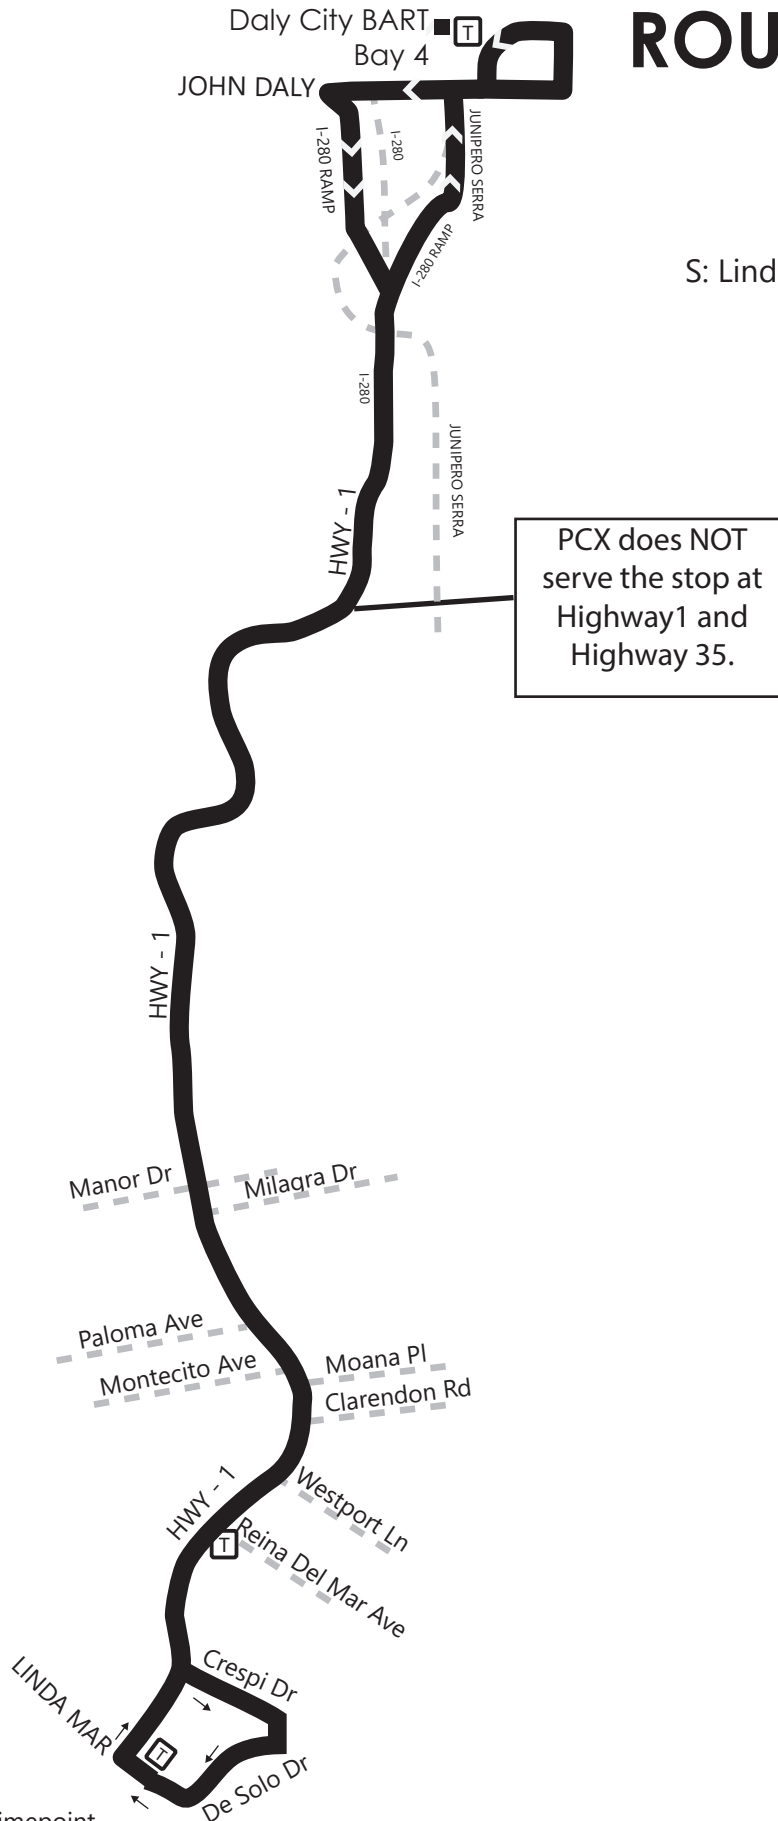 Daly City BART
Bay 4
T
ROU
JOHN DALY
I-280 RAMP
I-280
JUNIPERO SERRA
I-280 RAMP
S: Lind
I-280
JUNIPERO SERRA
HWY - 1
PCX does NOT
serve the stop at
Highway1 and
Highway 35.
HWY - 1
Manor Dr
Milagra Dr
Paloma Ave
Montecito Ave
Moana Pl
Clarendon Rd
HWY - 1
Westport Ln
T
Reina Del Mar Ave
Crespi Dr
LINDA MAR
T
De Solo Dr
imepoint